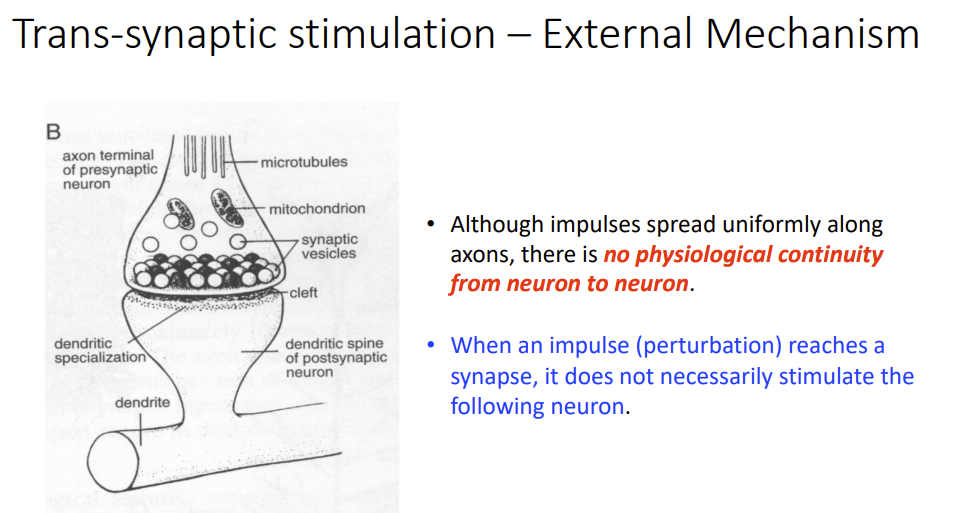 Trans-synaptic stimulation – External Mechanism
B
axon terminal
of presynaptic
neuron
microtubules
mitochondrion
synaptic
vesicles
cleft
dendritic
specialization
dendritic spine
of postsynaptic
neuron
dendrite
• Although impulses spread uniformly along
axons, there is no physiological continuity
from neuron to neuron.
• When an impulse (perturbation) reaches a
synapse, it does not necessarily stimulate the
following neuron.